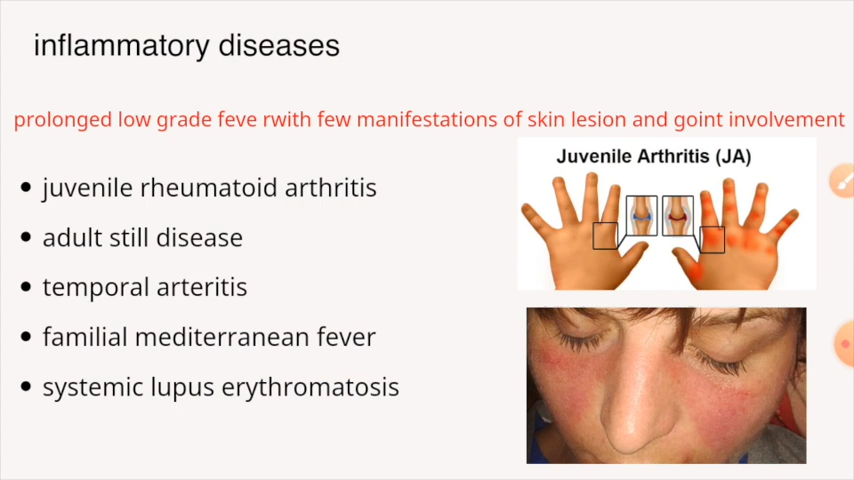 inflammatory diseases
prolonged low grade feve rwith few manifestations of skin lesion and goint involvement
Juvenile Arthritis (JA)
• juvenile rheumatoid arthritis
• adult still disease
• temporal arteritis
• familial mediterranean fever
• systemic lupus erythromatosis